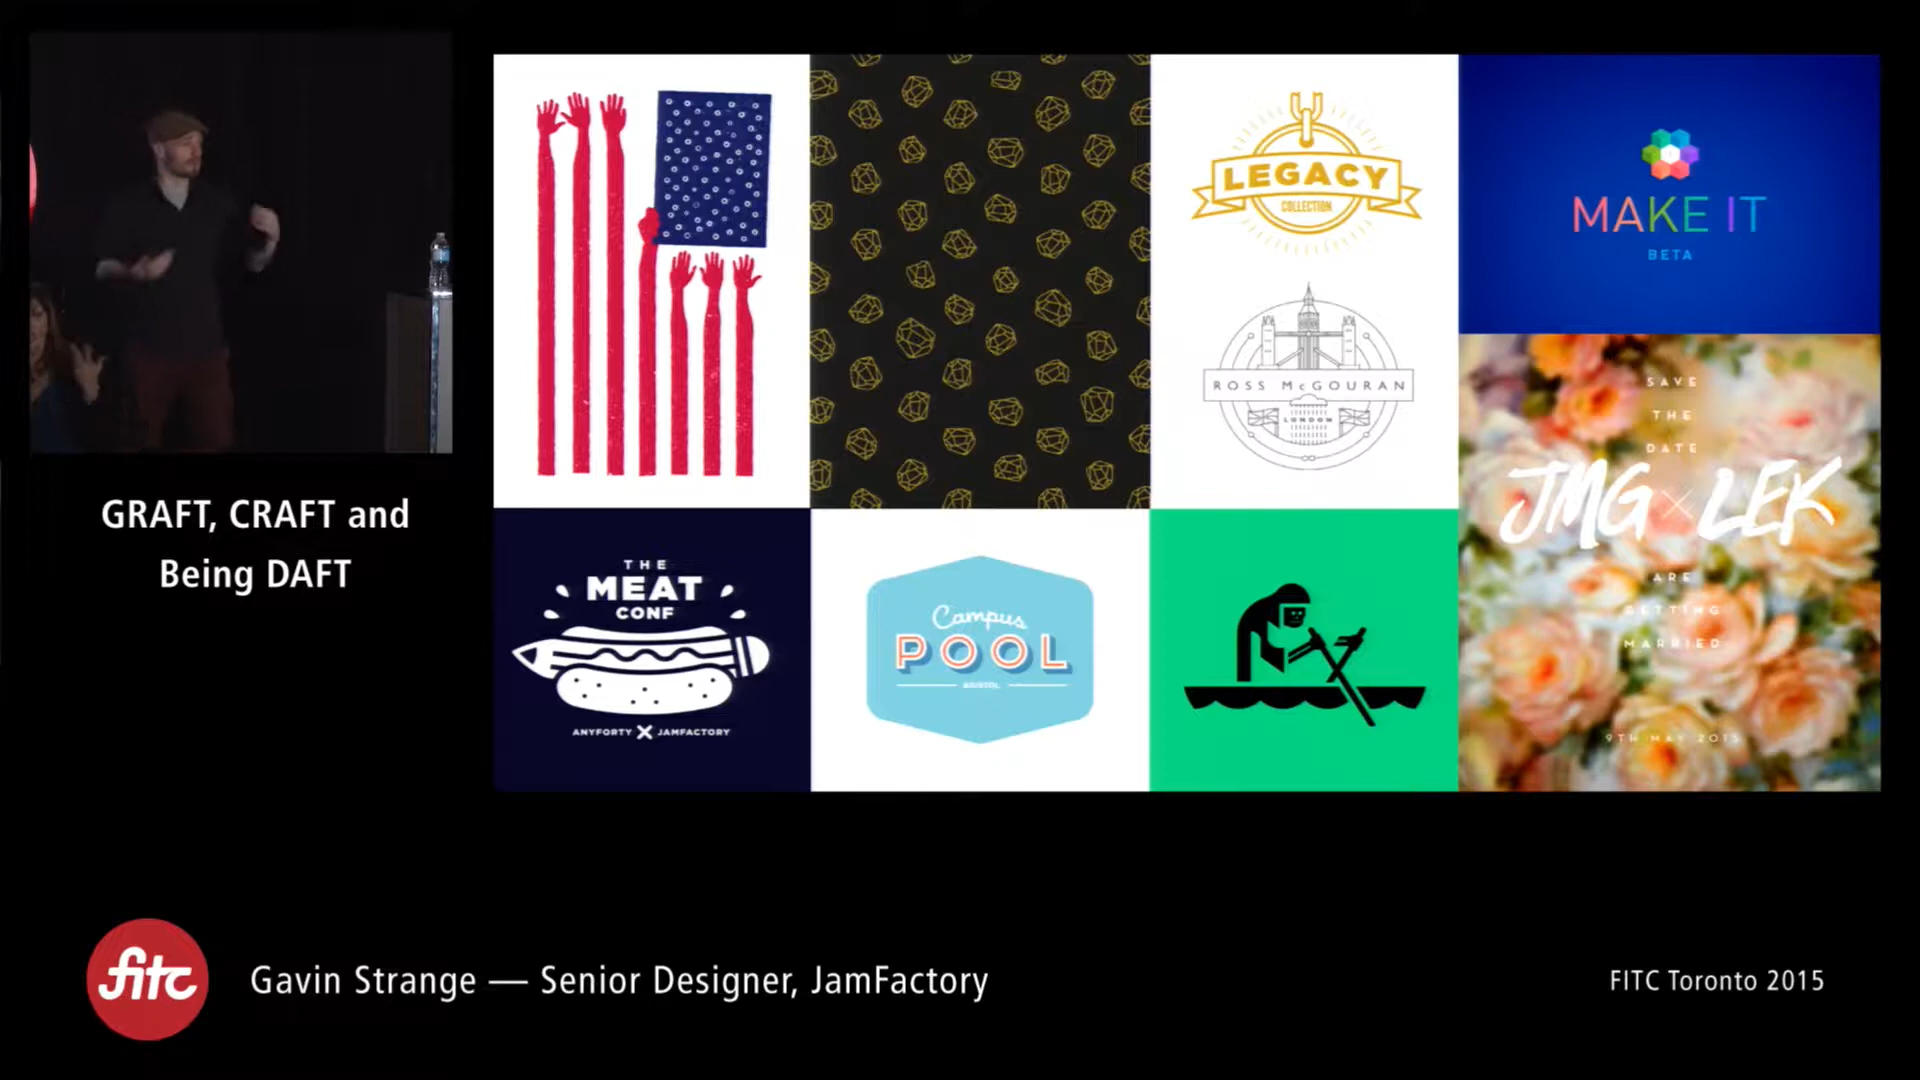 GRAFT, CRAFT and
Being DAFT
LEGACY
COLLECTION
ROSS McGOURAN
LONDON
MAKE IT
BETA
SAVE
THE
DATE
JMG × LEK
ARE
GETTING
MARRIED
9TH MAY 2015
THE
MEAT
CONF
ANYFORTY X JAMFACTORY
Campus
POOL
BRISTOL
fitc
Gavin Strange — Senior Designer, JamFactory
FITC Toronto 2015